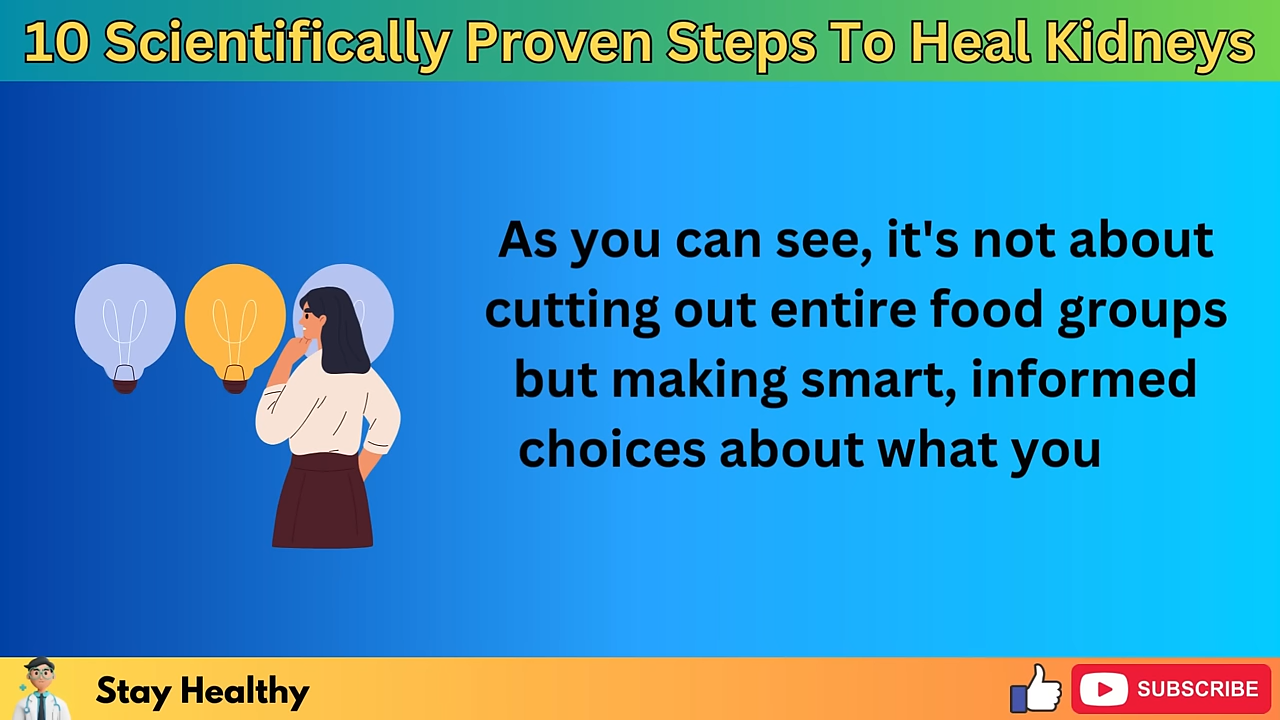 10 Scientifically Proven Steps To Heal Kidneys
As you can see, it's not about
cutting out entire food groups
but making smart, informed
choices about what you
Stay Healthy
SUBSCRIBE